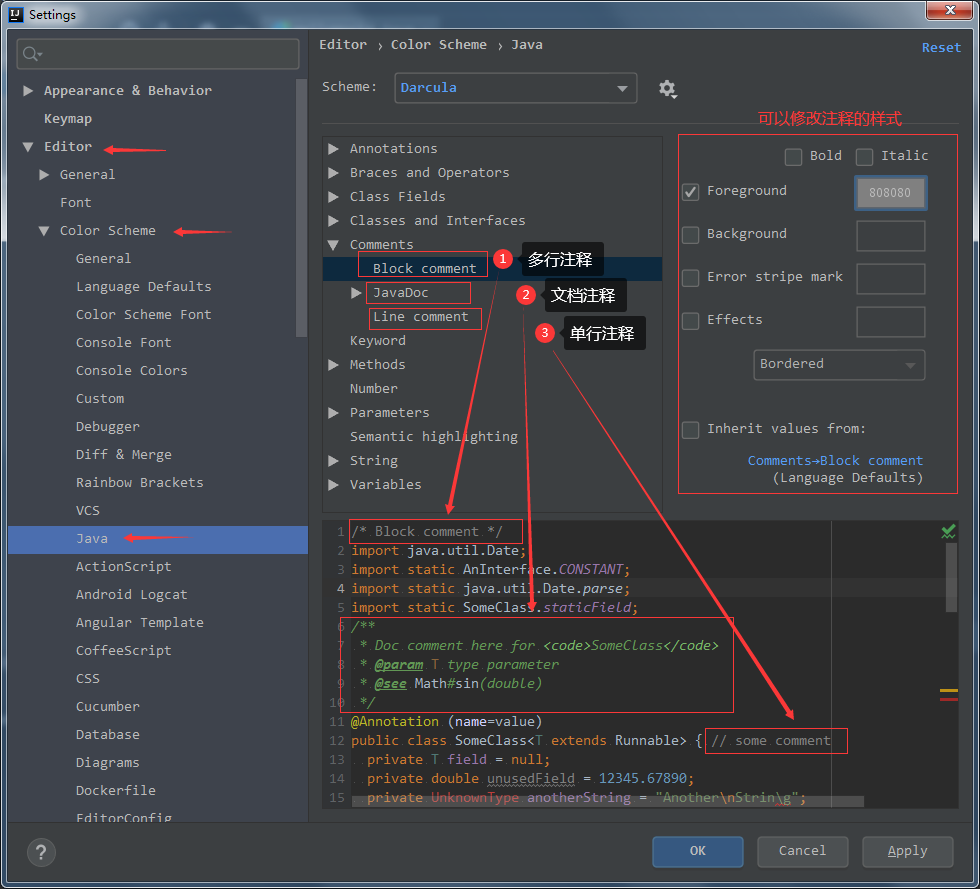 Settings
Appearance & Behavior
Keymap
Editor
General
Font
Color Scheme
General
Language Defaults
Color Scheme Font
Console Font
Console Colors
Custom
Debugger
Diff & Merge
Rainbow Brackets
VCS
Java
ActionScript
Android Logcat
Angular Template
CoffeeScript
CSS
Cucumber
Database
Diagrams
Dockerfile
EditorConfig
Editor › Color Scheme › Java
Reset
Scheme: Darcula
可以修改注释的样式
Annotations
Braces and Operators
Class Fields
Classes and Interfaces
Comments
Block comment
1 多行注释
JavaDoc
2 文档注释
Line comment
3 单行注释
Keyword
Methods
Number
Parameters
Semantic highlighting
String
Variables
Bold Italic
Foreground 808080
Background
Error stripe mark
Effects
Bordered
Inherit values from:
Comments→Block comment
(Language Defaults)
1 /* Block comment */
2 import java.util.Date;
3 import static AnInterface.CONSTANT;
4 import static java.util.Date.parse;
5 import static SomeClass.staticField;
6 /**
7 * Doc comment here for <code>SomeClass</code>
8 * @param T type parameter
9 * @see Math#sin(double)
10 */
11 @Annotation (name=value)
12 public class SomeClass<T extends Runnable> { // some comment
13 private T field = null;
14 private double unusedField = 12345.67890;
15 private UnknownType anotherString = "Another\nStrin\g";
?
OK
Cancel
Apply